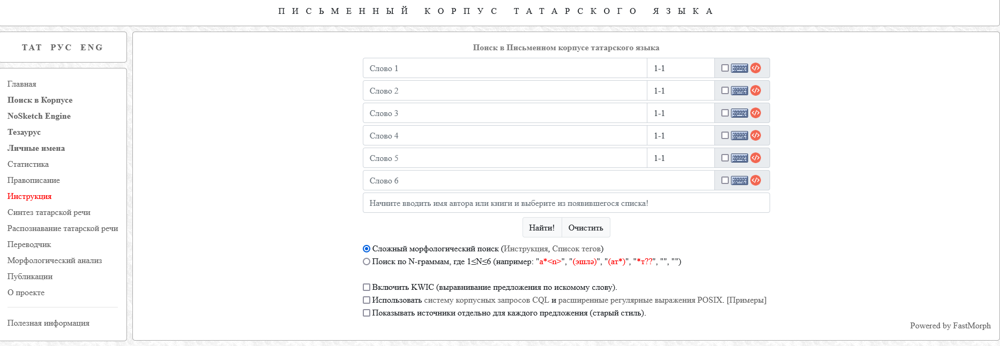 ПИСЬМЕННЫЙ КОРПУС ТАТАРСКОГО ЯЗЫКА
ТАТ РУС ENG
Главная
Поиск в Корпусе
NoSketch Engine
Тезаурус
Личные имена
Статистика
Правописание
Инструкция
Синтез татарской речи
Распознавание татарской речи
Переводчик
Морфологический анализ
Публикации
О проекте
Полезная информация
Поиск в Письменном корпусе татарского языка
Слово 1 1-1
Слово 2 1-1
Слово 3 1-1
Слово 4 1-1
Слово 5 1-1
Слово 6
Начните вводить имя автора или книги и выберите из появившегося списка!
Найти! Очистить
Сложный морфологический поиск (Инструкция, Список тегов)
Поиск по N-граммам, где 1≤N≤6 (например: "а*<n>", "(эшлә)", "(ат*)", "*т??", "", "")
Включить KWIC (выравнивание предложения по искомому слову).
Использовать систему корпусных запросов CQL и расширенные регулярные выражения POSIX. [Примеры]
Показывать источники отдельно для каждого предложения (старый стиль).
Powered by FastMorph